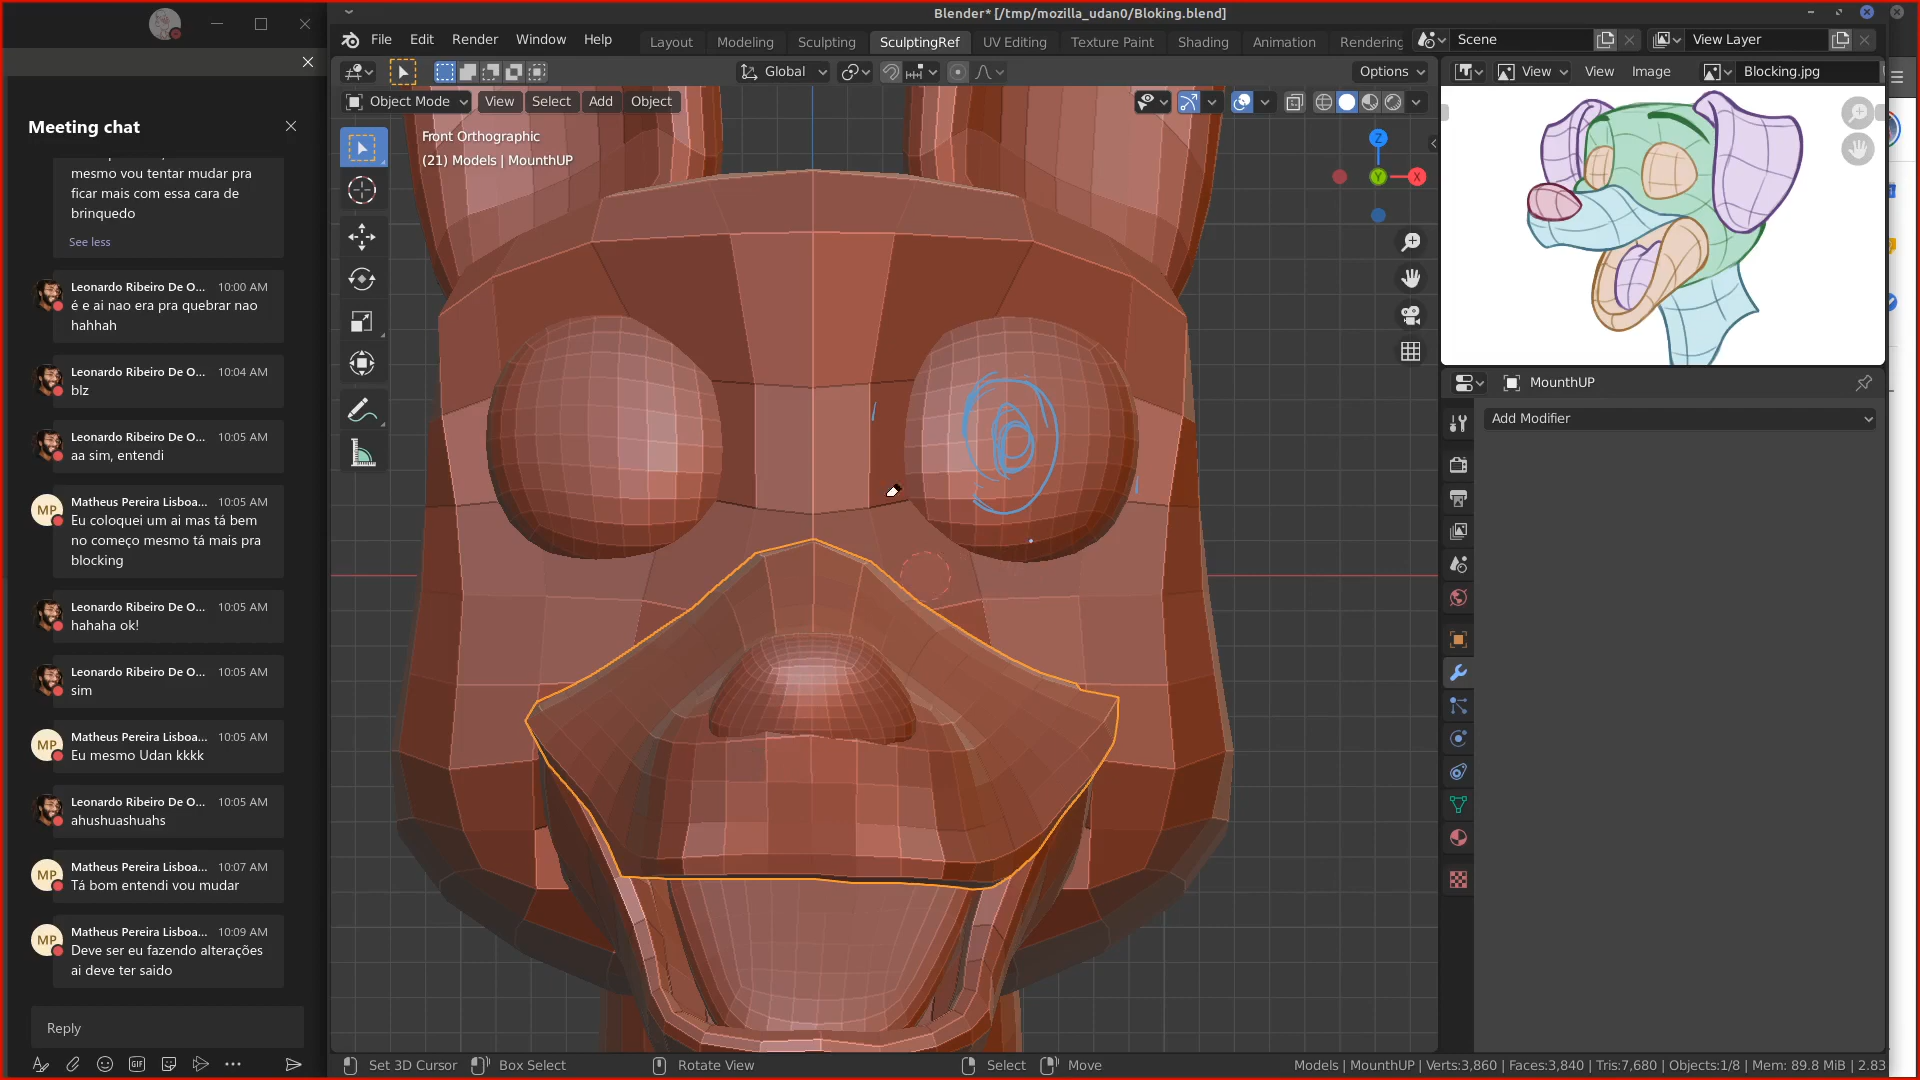 Meeting chat
mesmo vou tentar mudar pra
ficar mais com essa cara de
brinquedo
See less
Leonardo Ribeiro De O... 10:00 AM
é e ai nao era pra quebrar nao
hahhah
Leonardo Ribeiro De O... 10:04 AM
blz
Leonardo Ribeiro De O... 10:05 AM
aa sim, entendi
MP
Matheus Pereira Lisboa... 10:05 AM
Eu coloquei um ai mas tá bem
no começo mesmo tá mais pra
blocking
Leonardo Ribeiro De O... 10:05 AM
hahaha ok!
Leonardo Ribeiro De O... 10:05 AM
sim
MP
Matheus Pereira Lisboa... 10:05 AM
Eu mesmo Udan kkkk
Leonardo Ribeiro De O... 10:05 AM
ahushuashuahs
MP
Matheus Pereira Lisboa... 10:07 AM
Tá bom entendi vou mudar
MP
Matheus Pereira Lisboa... 10:09 AM
Deve ser eu fazendo alterações
ai deve ter saido
Reply
GIF
Blender* [/tmp/mozilla_udan0/Bloking.blend]
File Edit Render Window Help Layout Modeling Sculpting SculptingRef UV Editing Texture Paint Shading Animation Rendering Scene View Layer
Global Options
Object Mode View Select Add Object
Front Orthographic
(21) Models | MounthUP
Z
Y
X
View View Image Blocking.jpg
MounthUP
Add Modifier
Set 3D Cursor Box Select Rotate View Select Move Models | MounthUP | Verts:3,860 | Faces:3,840 | Tris:7,680 | Objects:1/8 | Mem: 89.8 MiB | 2.83